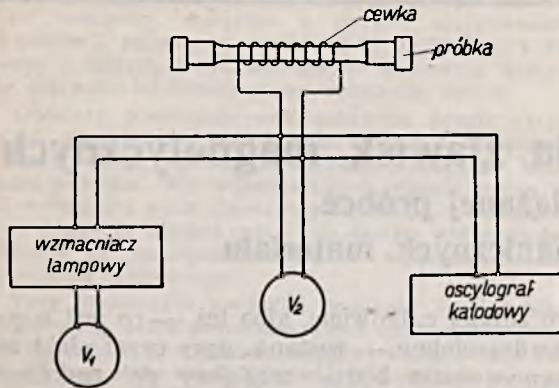 cewka
próbka
wzmacniacz
lampowy
V₁
V₂
oscylograf
katodowy